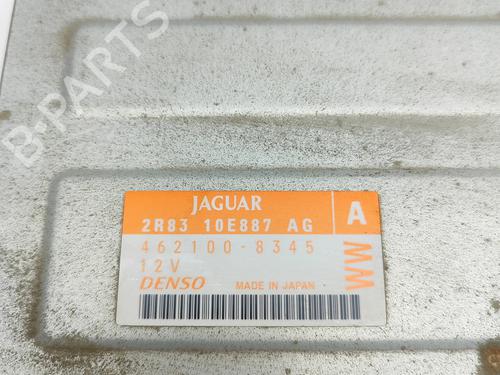 B-PARTS
JAGUAR
2R83 10E887 AG
A
462100-8345
12V
WW
DENSO MADE IN JAPAN